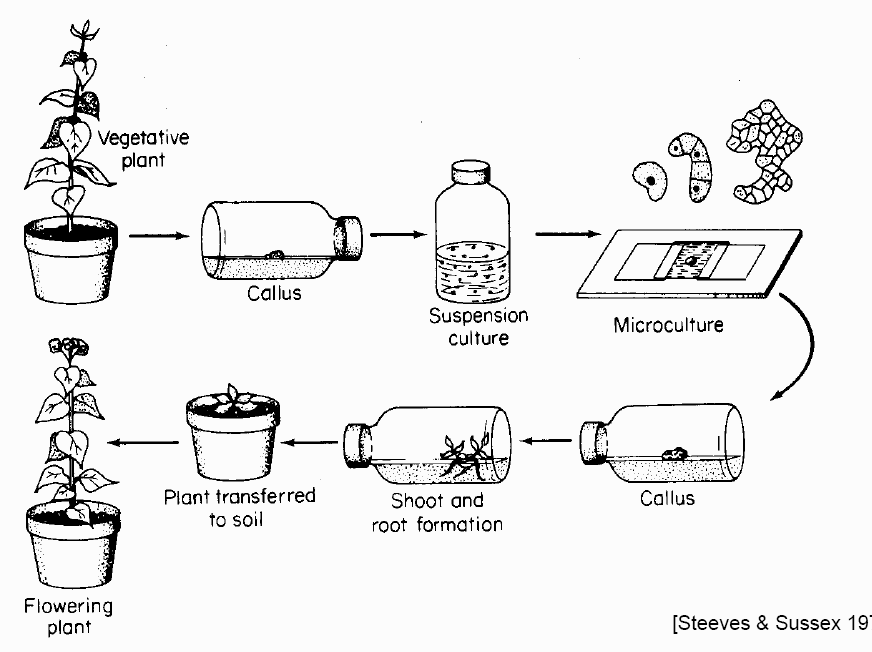 Vegetative
plant
Callus
Suspension
culture
Microculture
Callus
Shoot and
root formation
Plant transferred
to soil
Flowering
plant
[Steeves & Sussex 197